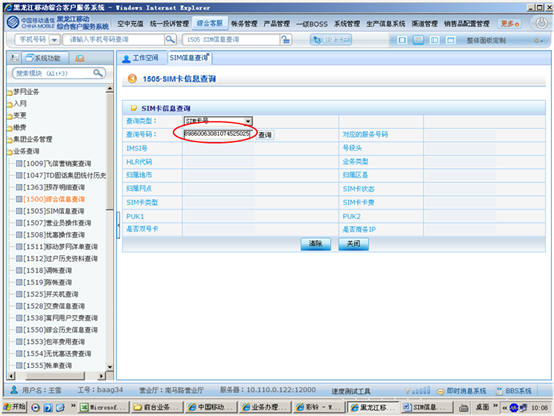 黑龙江移动综合客户服务系统 - Windows Internet Explorer
中国移动通信 CHINA MOBILE 黑龙江移动 综合客户服务系统 空中充值 统一投诉管理 综合客服 帐务管理 产品管理 一级BOSS 系统管理 生产信息系统 渠道管理 销售品配置管理 更多
手机号码 请输入手机号码查询 1505 SIM信息查询 整体面板定制
系统功能 工作空间 SIM信息查询
搜索模块 (Alt+3)
1505·SIM卡信息查询
梦网业务
入网
变更
缴费
集团业务管理
业务查询
[1009]飞信营销案查询
[1047]TD固话集团统付历史
[1363]预存明细查询
[1500]综合信息查询
[1505]SIM信息查询
[1507]营业员操作查询
[1508]优惠操作查询
[1511]移动梦网详单查询
[1512]过户历史资料查询
[1518]调帐查询
[1519]陈帐查询
[1525]开关机查询
[1528]交费信息查询
[1538]离网用户交费查询
[1550]综合历史信息查询
[1553]包年费用查询
[1554]无忧寄送费查询
[1555]帐单查询
SIM卡信息查询
查询类型: SIM卡号
查询号码: 898600630810T4525025 查询 对应的服务号码
IMSI号 号段头
HLR代码 业务类型
归属地市 归属区县
归属网点 SIM卡状态
SIM卡类型 SIM卡卡费
PUK1 PUK2
是否双号卡 是否商务IP
清除 关闭
用户名:王雪 工号:baag34 营业厅:南马路营业厅 服务器:10.110.0.122:12000 速度测试工具 即时消息系统 BBS系统
开始 Microsof... 前台业务... 中国移动... 业务办理... 彩铃 - W... 黑龙江移... SIM信息... 桌面 10:08